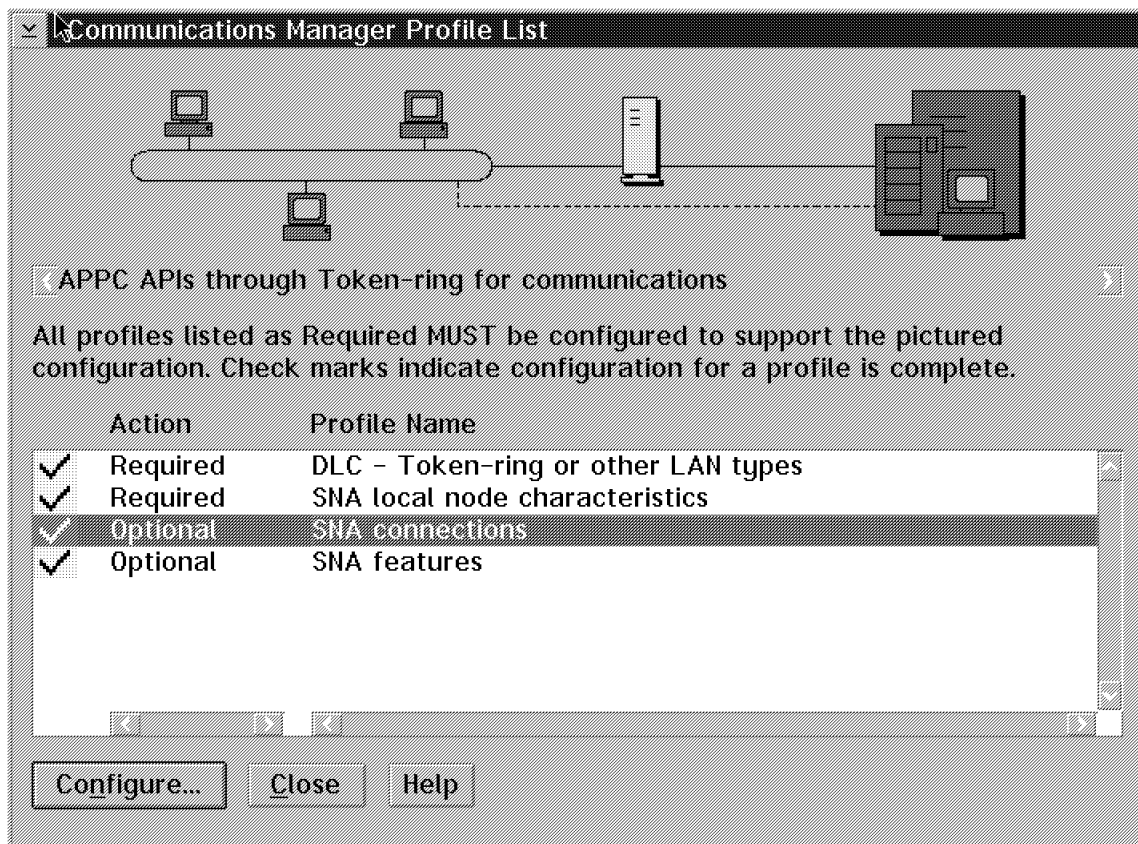 Communications Manager Profile List
APPC APIs through Token-ring for communications
All profiles listed as Required MUST be configured to support the pictured
configuration. Check marks indicate configuration for a profile is complete.
Action Profile Name
Required DLC - Token-ring or other LAN types
Required SNA local node characteristics
Optional SNA connections
Optional SNA features
Configure... Close Help